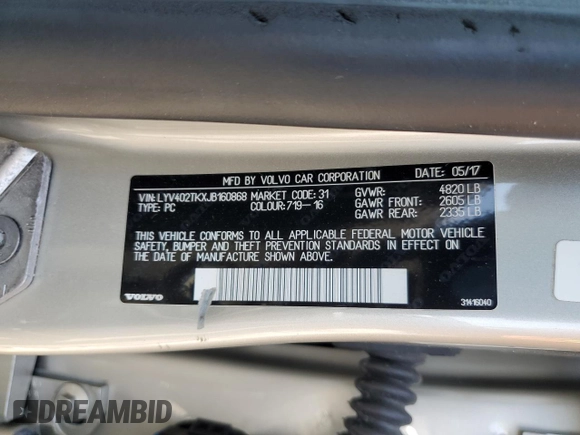 MFD BY VOLVO CAR CORPORATION DATE: 05/17
VIN: LYV402TKXJB160868 MARKET CODE: 31 GVWR: 4820 LB
TYPE: PC COLOUR: 719-16 GAWR FRONT: 2605 LB
GAWR REAR: 2335 LB
THIS VEHICLE CONFORMS TO ALL APPLICABLE FEDERAL MOTOR VEHICLE
SAFETY, BUMPER AND THEFT PREVENTION STANDARDS IN EFFECT ON
THE DATE OF MANUFACTURE SHOWN ABOVE.
VOLVO 31416040
DREAMBID